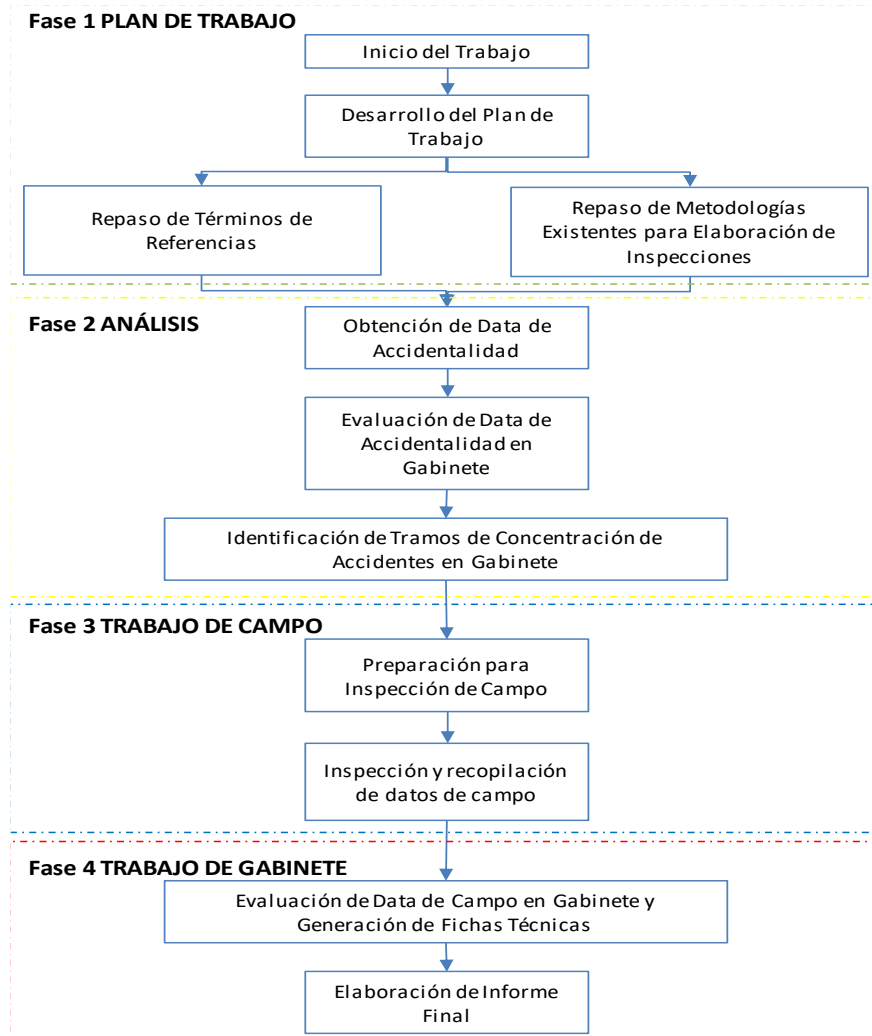 Fase 1 PLAN DE TRABAJO
Inicio del Trabajo
Desarrollo del Plan de
Trabajo
Repaso de Términos de
Referencias
Repaso de Metodologías
Existentes para Elaboración de
Inspecciones
Fase 2 ANÁLISIS
Obtención de Data de
Accidentalidad
Evaluación de Data de
Accidentalidad en
Gabinete
Identificación de Tramos de Concentración de
Accidentes en Gabinete
Fase 3 TRABAJO DE CAMPO
Preparación para
Inspección de Campo
Inspección y recopilación
de datos de campo
Fase 4 TRABAJO DE GABINETE
Evaluación de Data de Campo en Gabinete y
Generación de Fichas Técnicas
Elaboración de Informe
Final